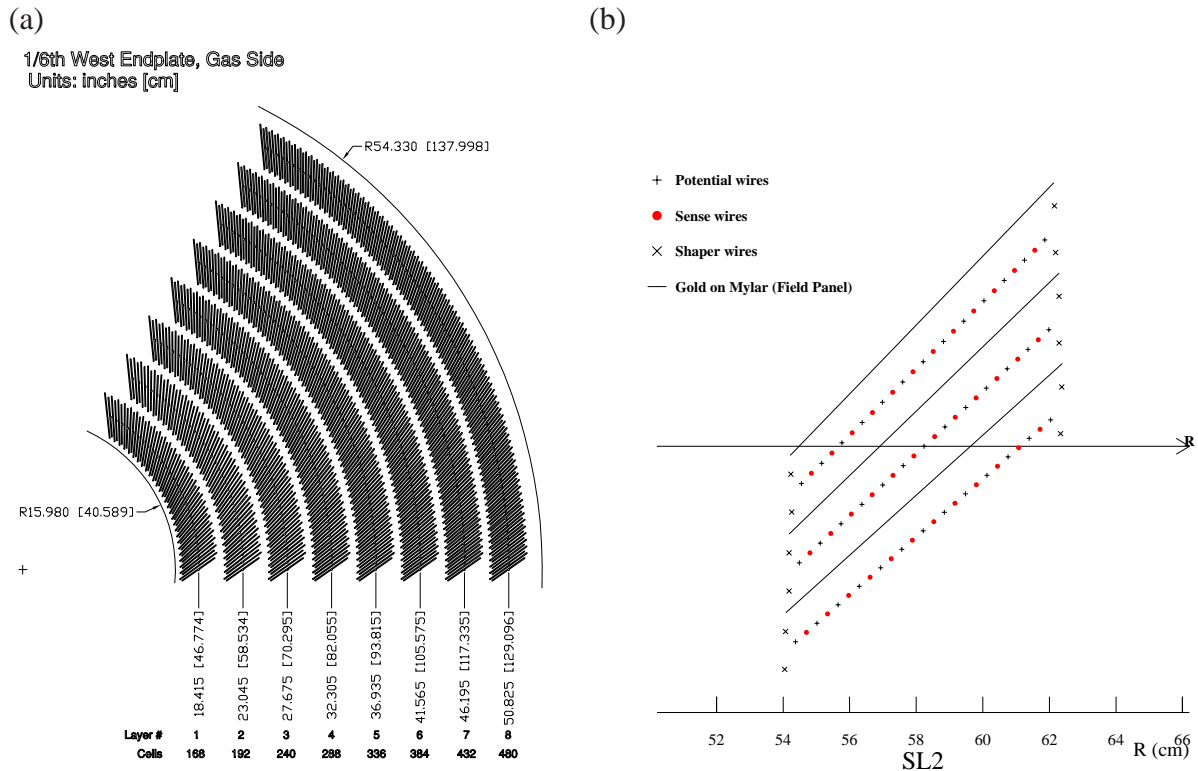 (a)
1/6th West Endplate, Gas Side
Units: inches [cm]
R54.330 [137.998]
R15.980 [40.589]
18.415 [46.774]
23.045 [58.534]
27.675 [70.295]
32.305 [82.055]
36.935 [93.815]
41.565 [105.575]
46.195 [117.335]
50.825 [129.096]
Layer # 1 2 3 4 5 6 7 8
Cells 168 192 240 288 336 384 432 480
(b)
Potential wires
Sense wires
Shaper wires
Gold on Mylar (Field Panel)
R
52 54 56 58 60 62 64 66
SL2 R (cm)